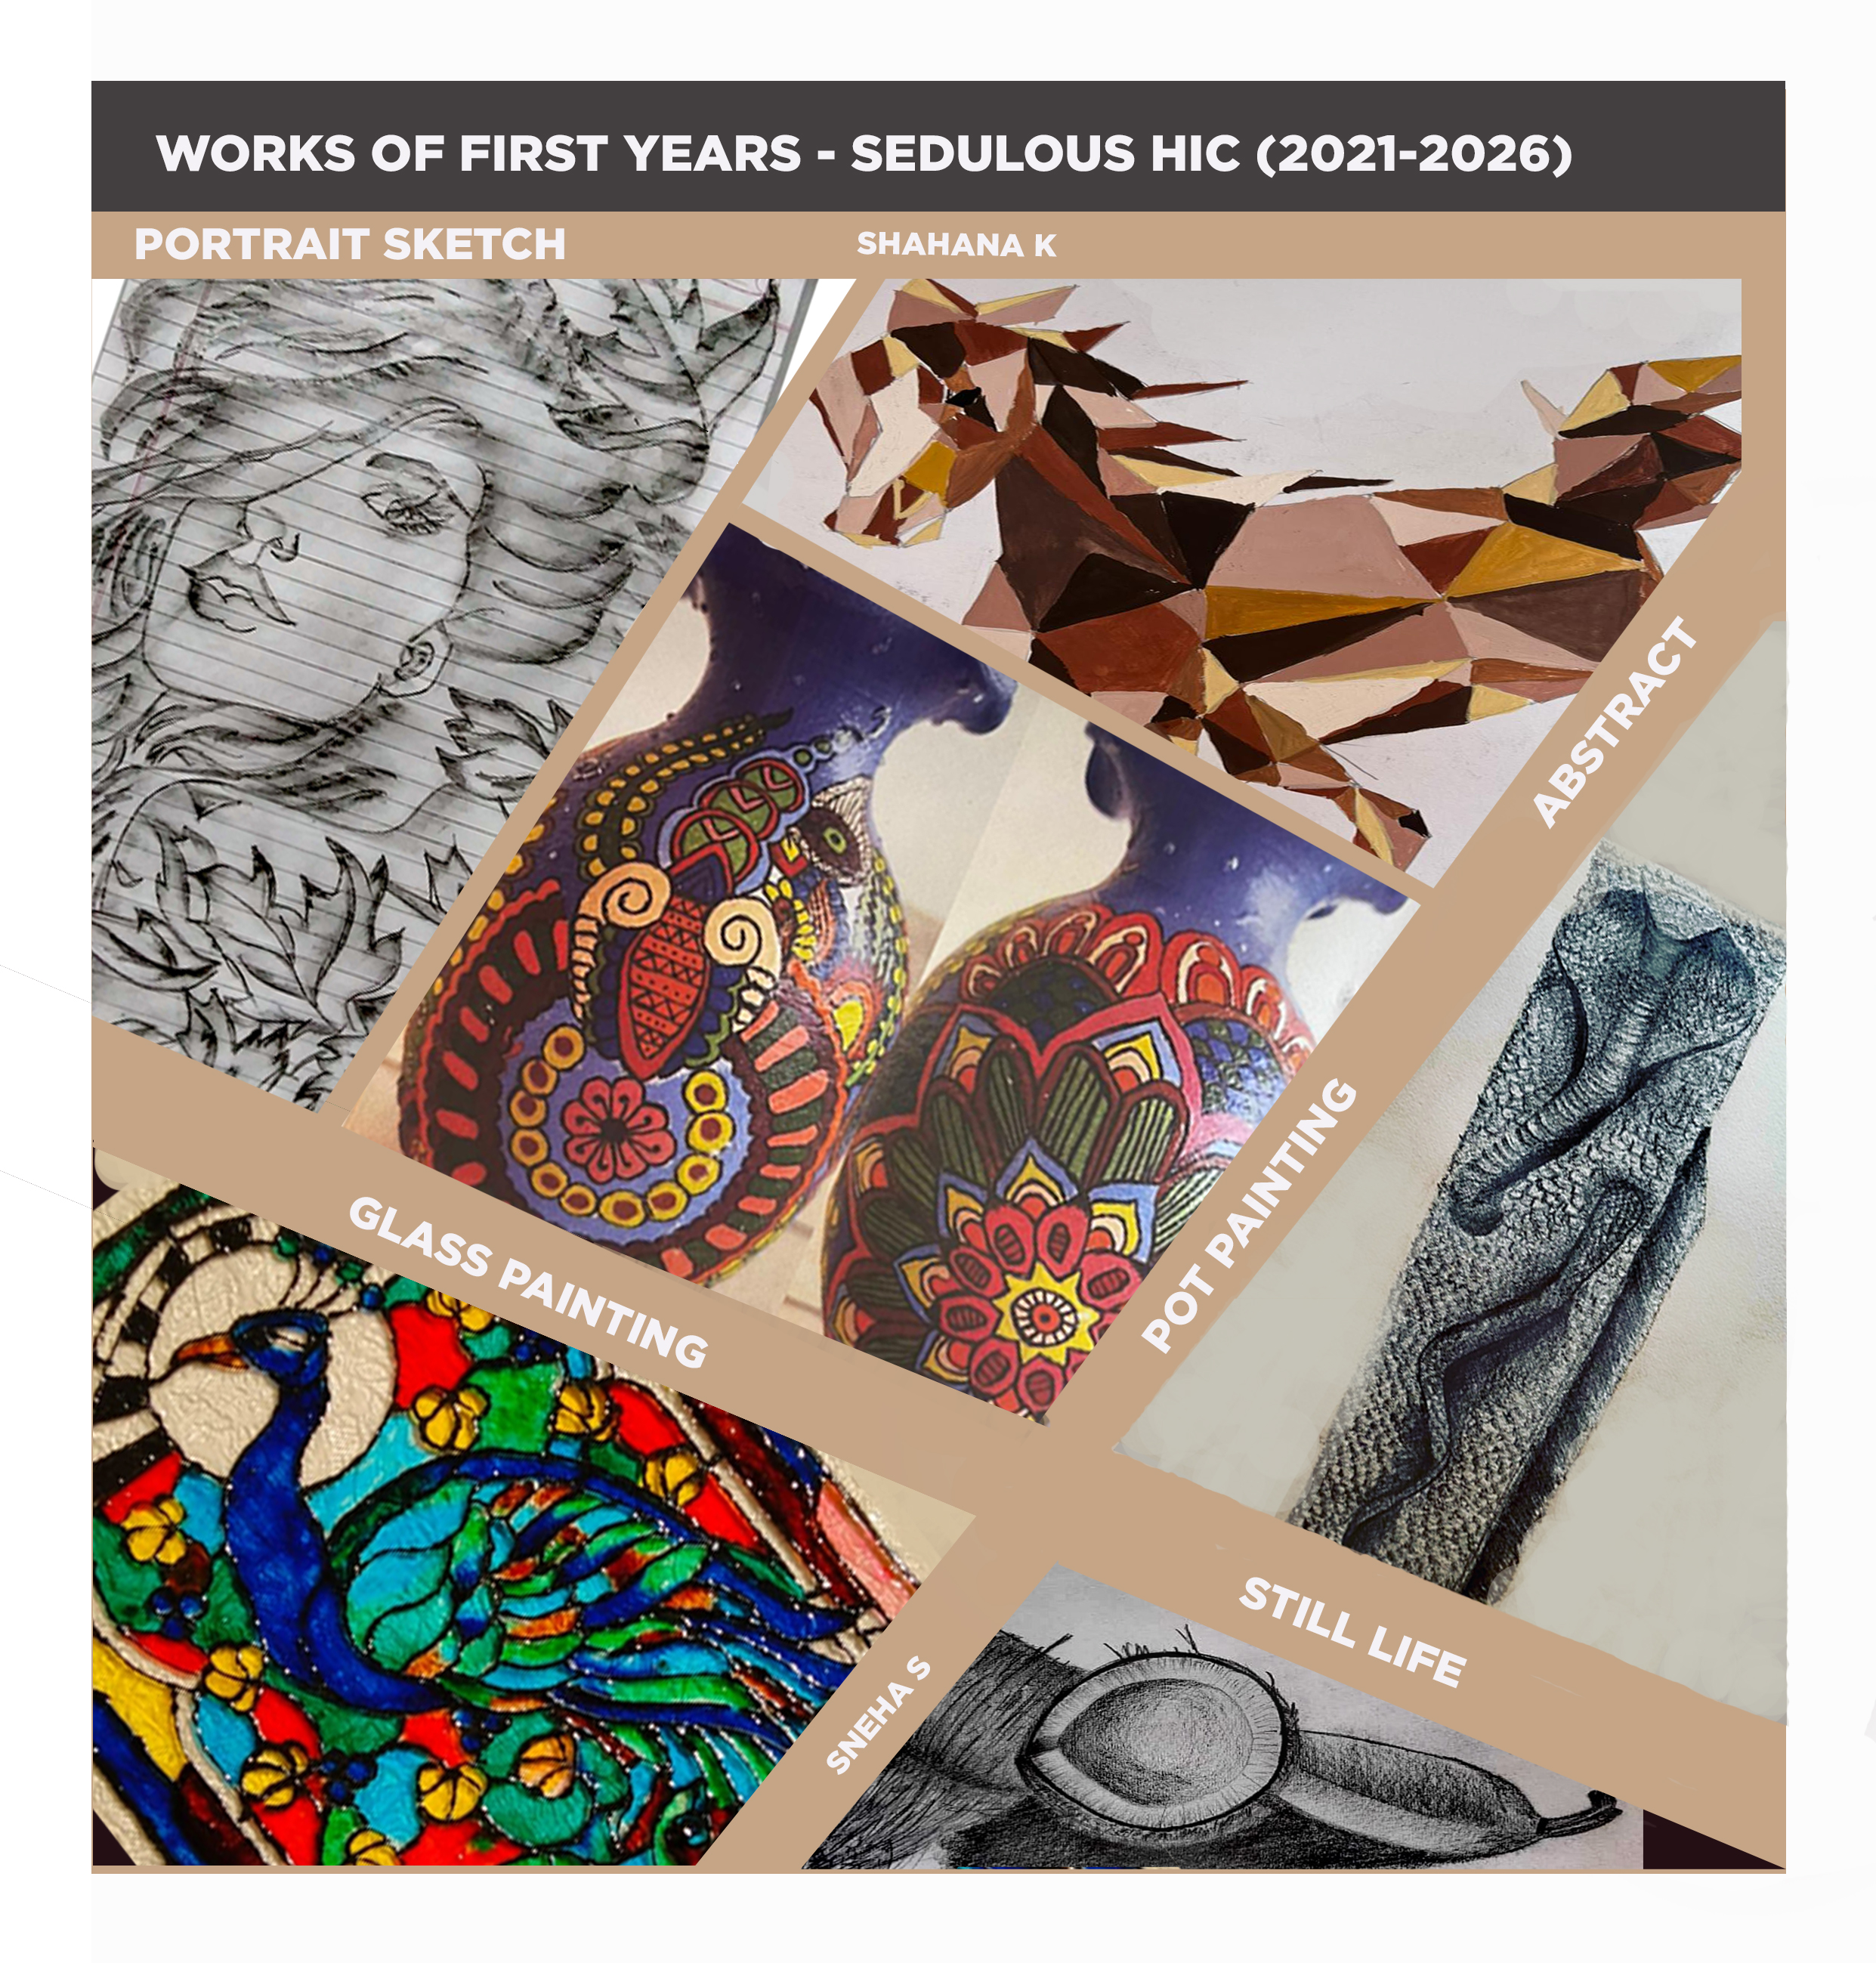 WORKS OF FIRST YEARS - SEDULOUS HIC (2021-2026)
PORTRAIT SKETCH
SHAHANA K
ABSTRACT
POT PAINTING
GLASS PAINTING
STILL LIFE
SNEHA S